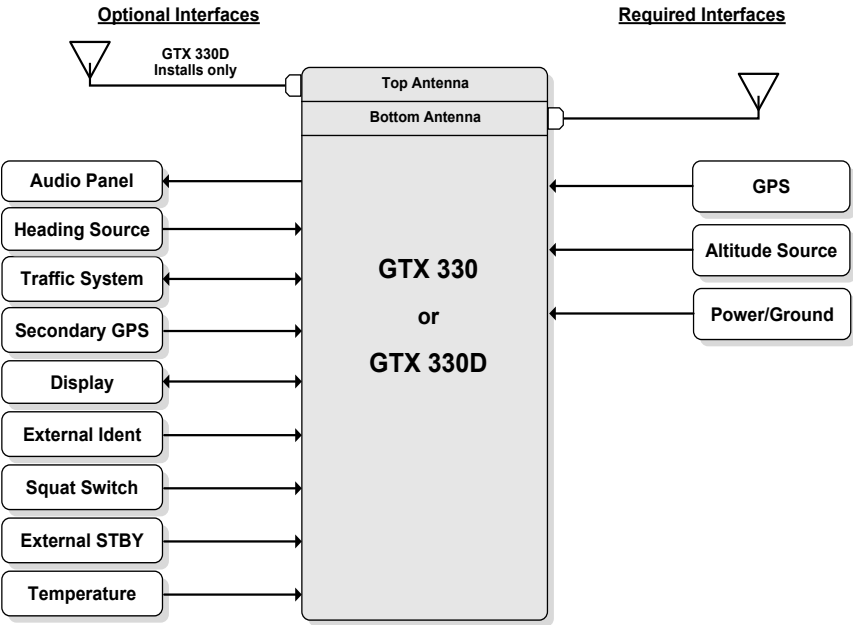 Optional Interfaces
Required Interfaces
GTX 330D
Installs only
Top Antenna
Bottom Antenna
Audio Panel
Heading Source
Traffic System
Secondary GPS
Display
External Ident
Squat Switch
External STBY
Temperature
GTX 330
or
GTX 330D
GPS
Altitude Source
Power/Ground